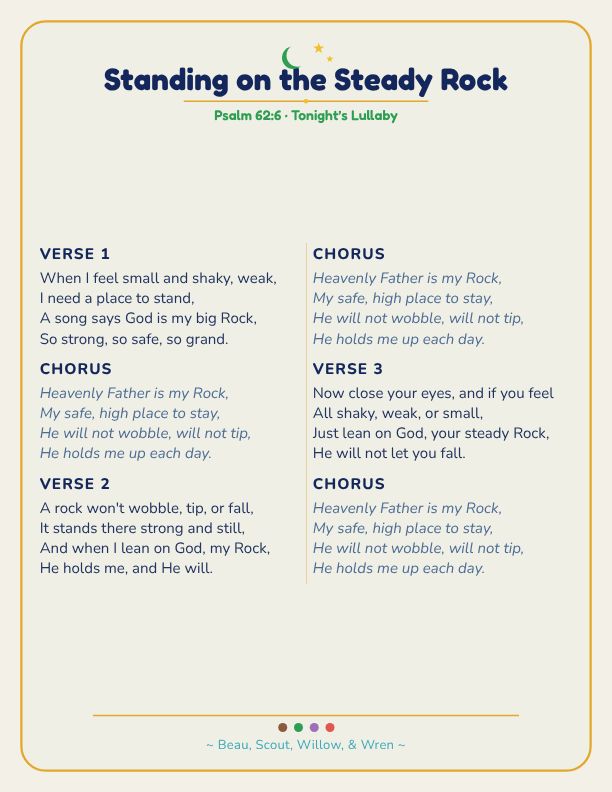 Standing on the Steady Rock
Psalm 62:6 · Tonight's Lullaby
VERSE 1
When I feel small and shaky, weak,
I need a place to stand,
A song says God is my big Rock,
So strong, so safe, so grand.
CHORUS
Heavenly Father is my Rock,
My safe, high place to stay,
He will not wobble, will not tip,
He holds me up each day.
VERSE 2
A rock won't wobble, tip, or fall,
It stands there strong and still,
And when I lean on God, my Rock,
He holds me, and He will.
CHORUS
Heavenly Father is my Rock,
My safe, high place to stay,
He will not wobble, will not tip,
He holds me up each day.
VERSE 3
Now close your eyes, and if you feel
All shaky, weak, or small,
Just lean on God, your steady Rock,
He will not let you fall.
CHORUS
Heavenly Father is my Rock,
My safe, high place to stay,
He will not wobble, will not tip,
He holds me up each day.
~ Beau, Scout, Willow, & Wren ~